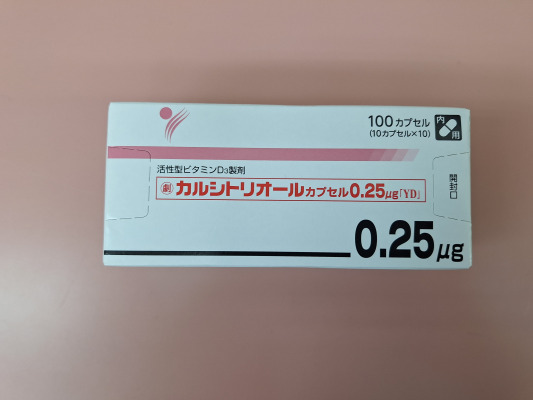 100カプセル
(10カプセル×10)
内用
活性型ビタミンD3製剤
劇 カルシトリオールカプセル0.25μg「YD」
開封口
0.25μg